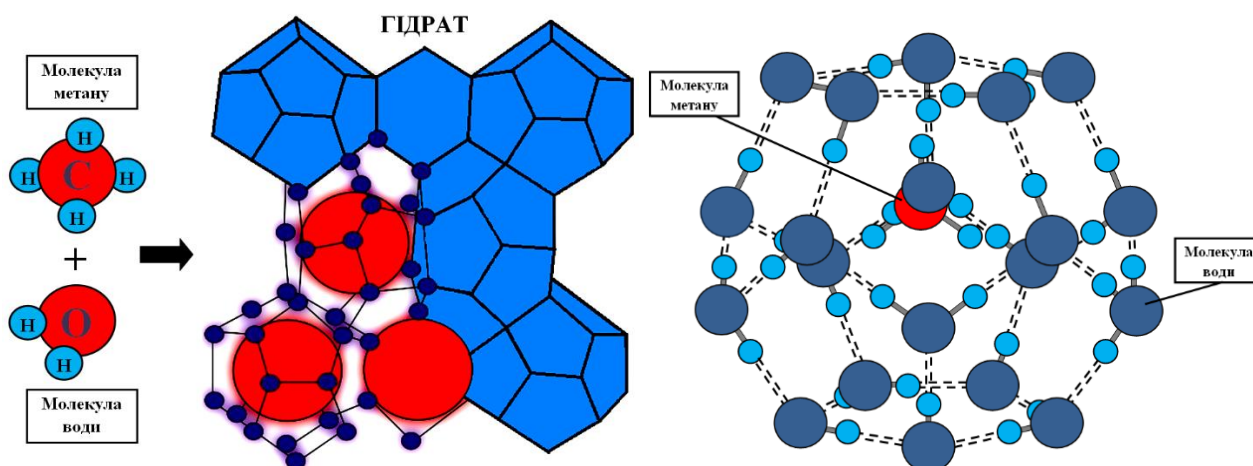 ГІДРАТ
Молекула
метану
H
C
H
H
H
+
O
H
H
Молекула
води
Молекула
метану
Молекула
води